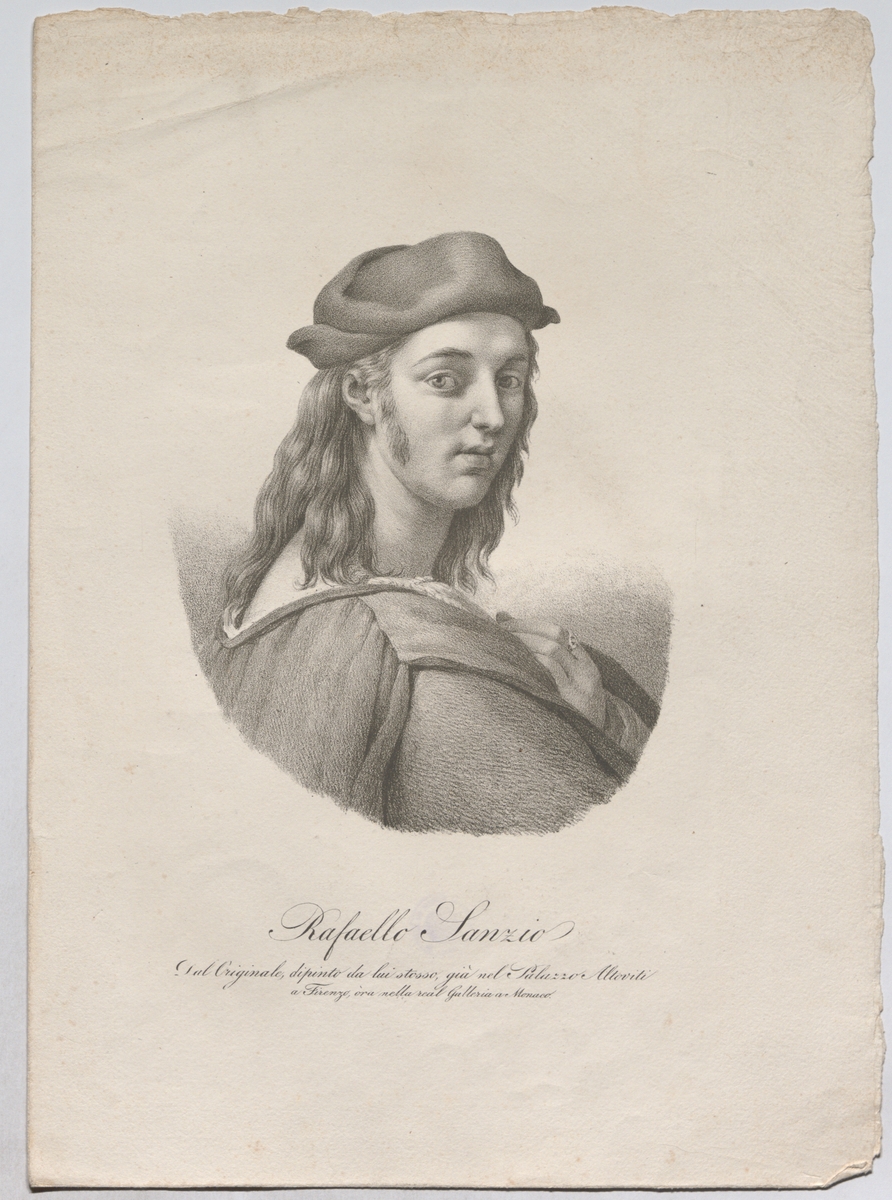 Rafaello Sanzio
Dal Originale, dipinto da lui stesso, già nel Palazzo Altoviti
a Firenze, ora nella real Galleria a Monaco